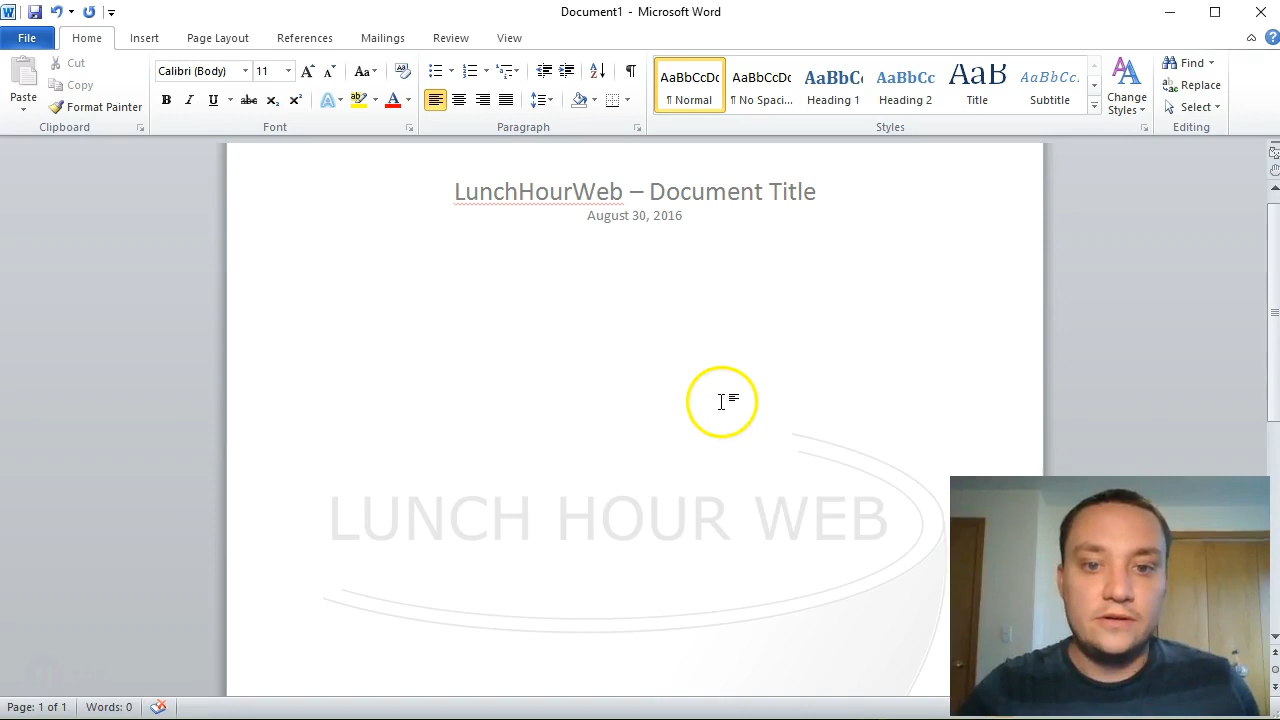 Document1 - Microsoft Word
File Home Insert Page Layout References Mailings Review View
Paste
Cut
Copy
Format Painter
Clipboard
Calibri (Body) 11
Font
Paragraph
AaBbCcDc AaBbCcDc AaBbC AaBbCc AaB AaBbCc.
¶ Normal ¶ No Spaci... Heading 1 Heading 2 Title Subtitle
Change
Styles
Styles
Find
Replace
Select
Editing
LunchHourWeb – Document Title
August 30, 2016
LUNCH HOUR WEB
Page: 1 of 1 Words: 0